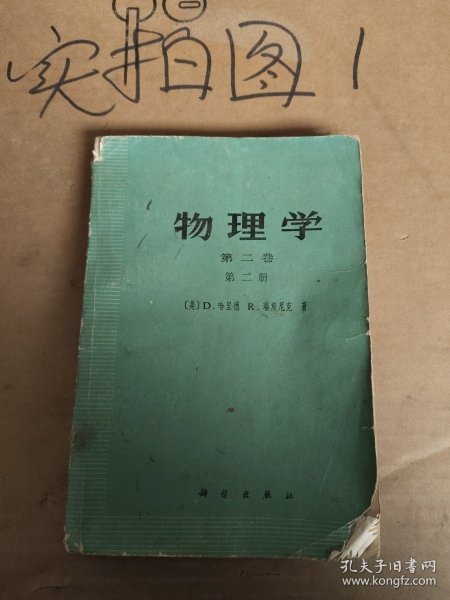 实拍图1
物理学
第二卷
第二册
〔美〕D.哈里德 R.瑞斯尼克 著
科学出版社
孔夫子旧书网
www.kongfz.com